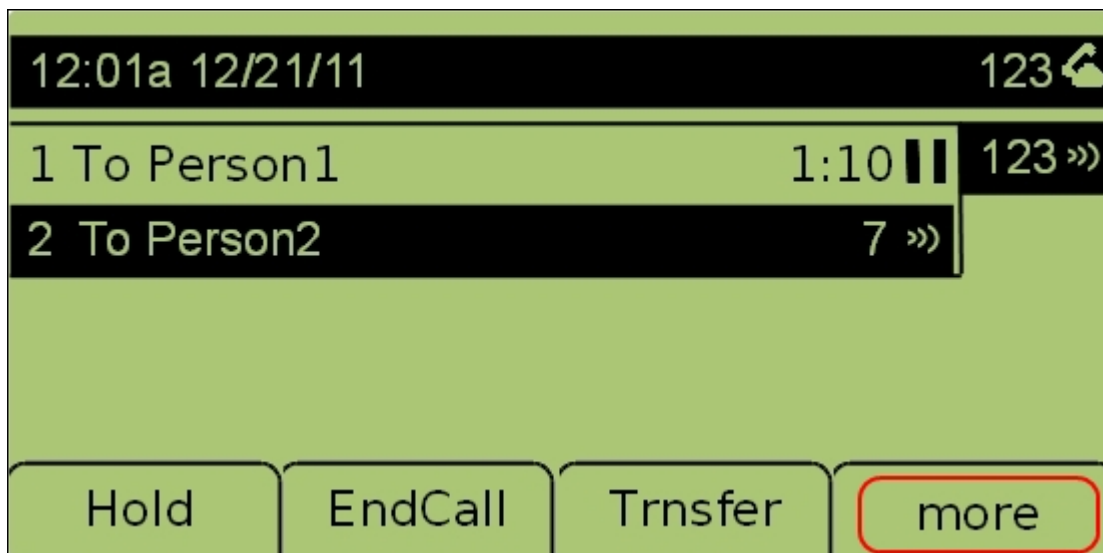 12:01a 12/21/11 123
1 To Person1 1:10 123
2 To Person2 7
Hold EndCall Trnsfer more